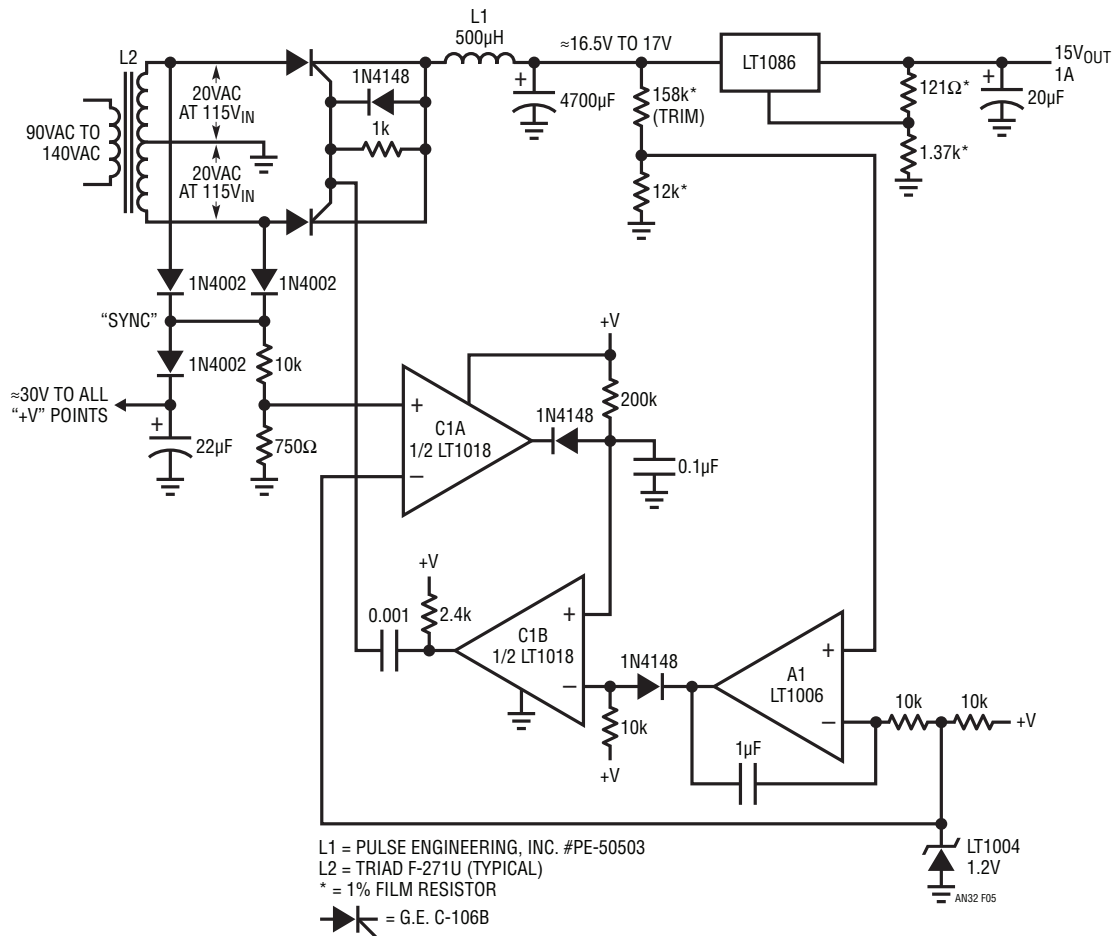 L1
500µH
L2
≈16.5V TO 17V
LT1086
15VOUT
1A
1N4148
1k
+
4700µF
158k*
(TRIM)
121Ω*
+
20µF
1.37k*
12k*
90VAC TO
140VAC
20VAC
AT 115VIN
20VAC
AT 115VIN
1N4002
1N4002
"SYNC"
1N4002
10k
≈30V TO ALL
"+V" POINTS
+
22µF
750Ω
+V
200k
+
C1A
1/2 LT1018
–
1N4148
0.1µF
+V
2.4k
0.001
+
C1B
1/2 LT1018
–
1N4148
10k
+V
+
A1
LT1006
–
10k
10k
+V
1µF
LT1004
1.2V
L1 = PULSE ENGINEERING, INC. #PE-50503
L2 = TRIAD F-271U (TYPICAL)
* = 1% FILM RESISTOR
= G.E. C-106B
AN32 F05